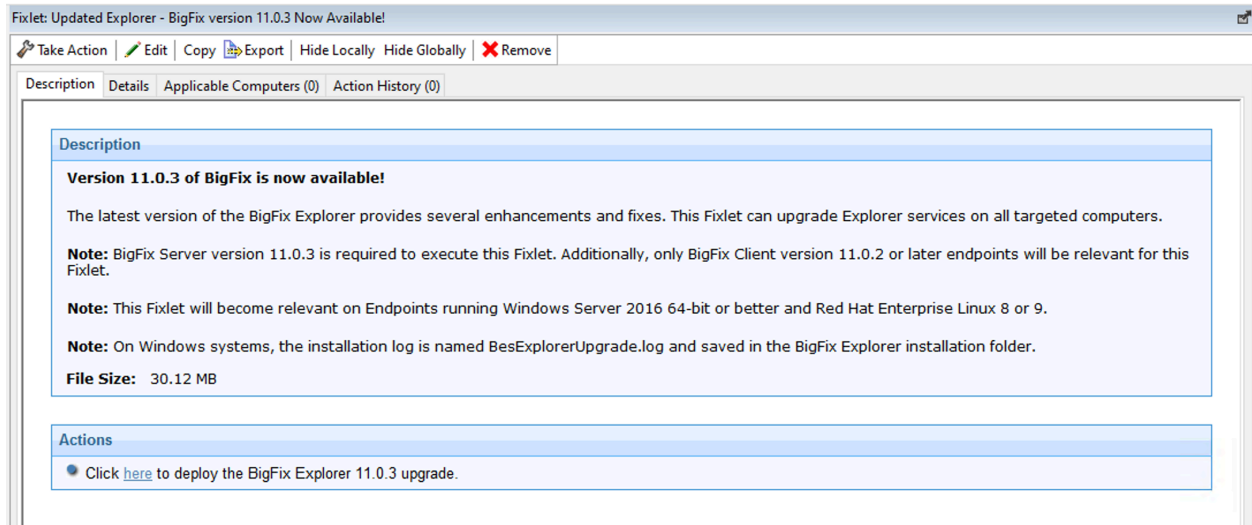 Fixlet: Updated Explorer - BigFix version 11.0.3 Now Available!
Take Action Edit Copy Export Hide Locally Hide Globally Remove
Description Details Applicable Computers (0) Action History (0)
Description
Version 11.0.3 of BigFix is now available!
The latest version of the BigFix Explorer provides several enhancements and fixes. This Fixlet can upgrade Explorer services on all targeted computers.
Note: BigFix Server version 11.0.3 is required to execute this Fixlet. Additionally, only BigFix Client version 11.0.2 or later endpoints will be relevant for this
Fixlet.
Note: This Fixlet will become relevant on Endpoints running Windows Server 2016 64-bit or better and Red Hat Enterprise Linux 8 or 9.
Note: On Windows systems, the installation log is named BesExplorerUpgrade.log and saved in the BigFix Explorer installation folder.
File Size: 30.12 MB
Actions
Click here to deploy the BigFix Explorer 11.0.3 upgrade.